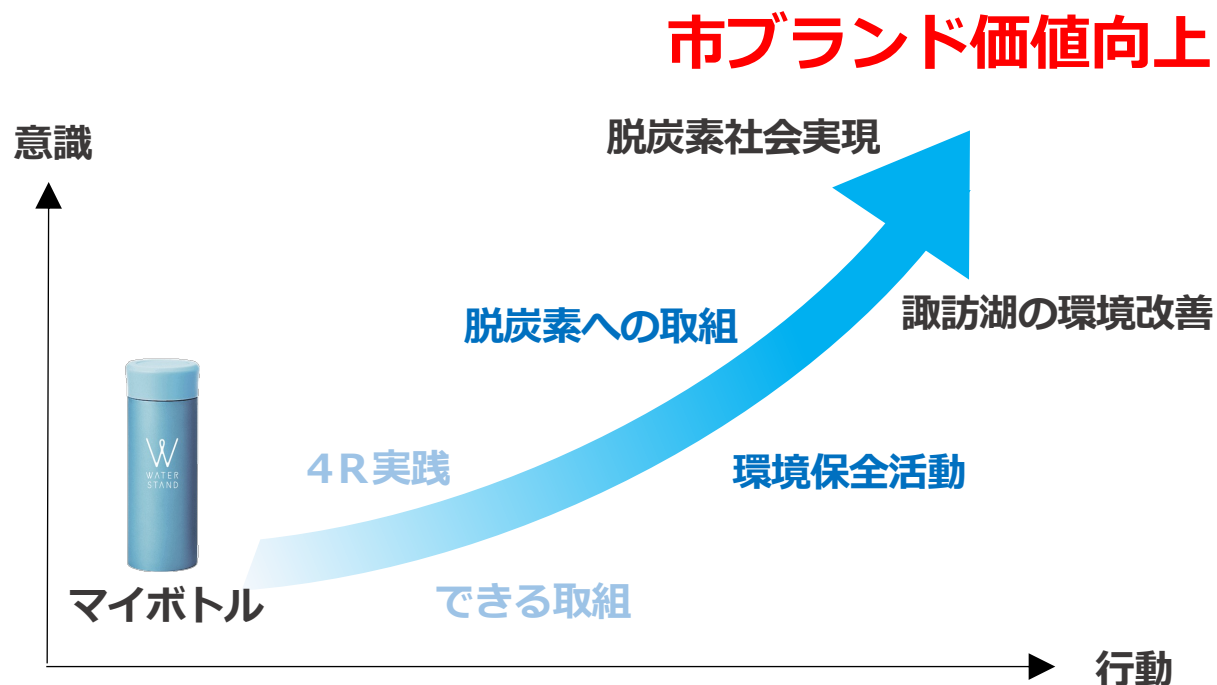 市ブランド価値向上
意識
脱炭素社会実現
諏訪湖の環境改善
脱炭素への取組
環境保全活動
4R実践
できる取組
W
WATER
STAND
マイボトル
行動